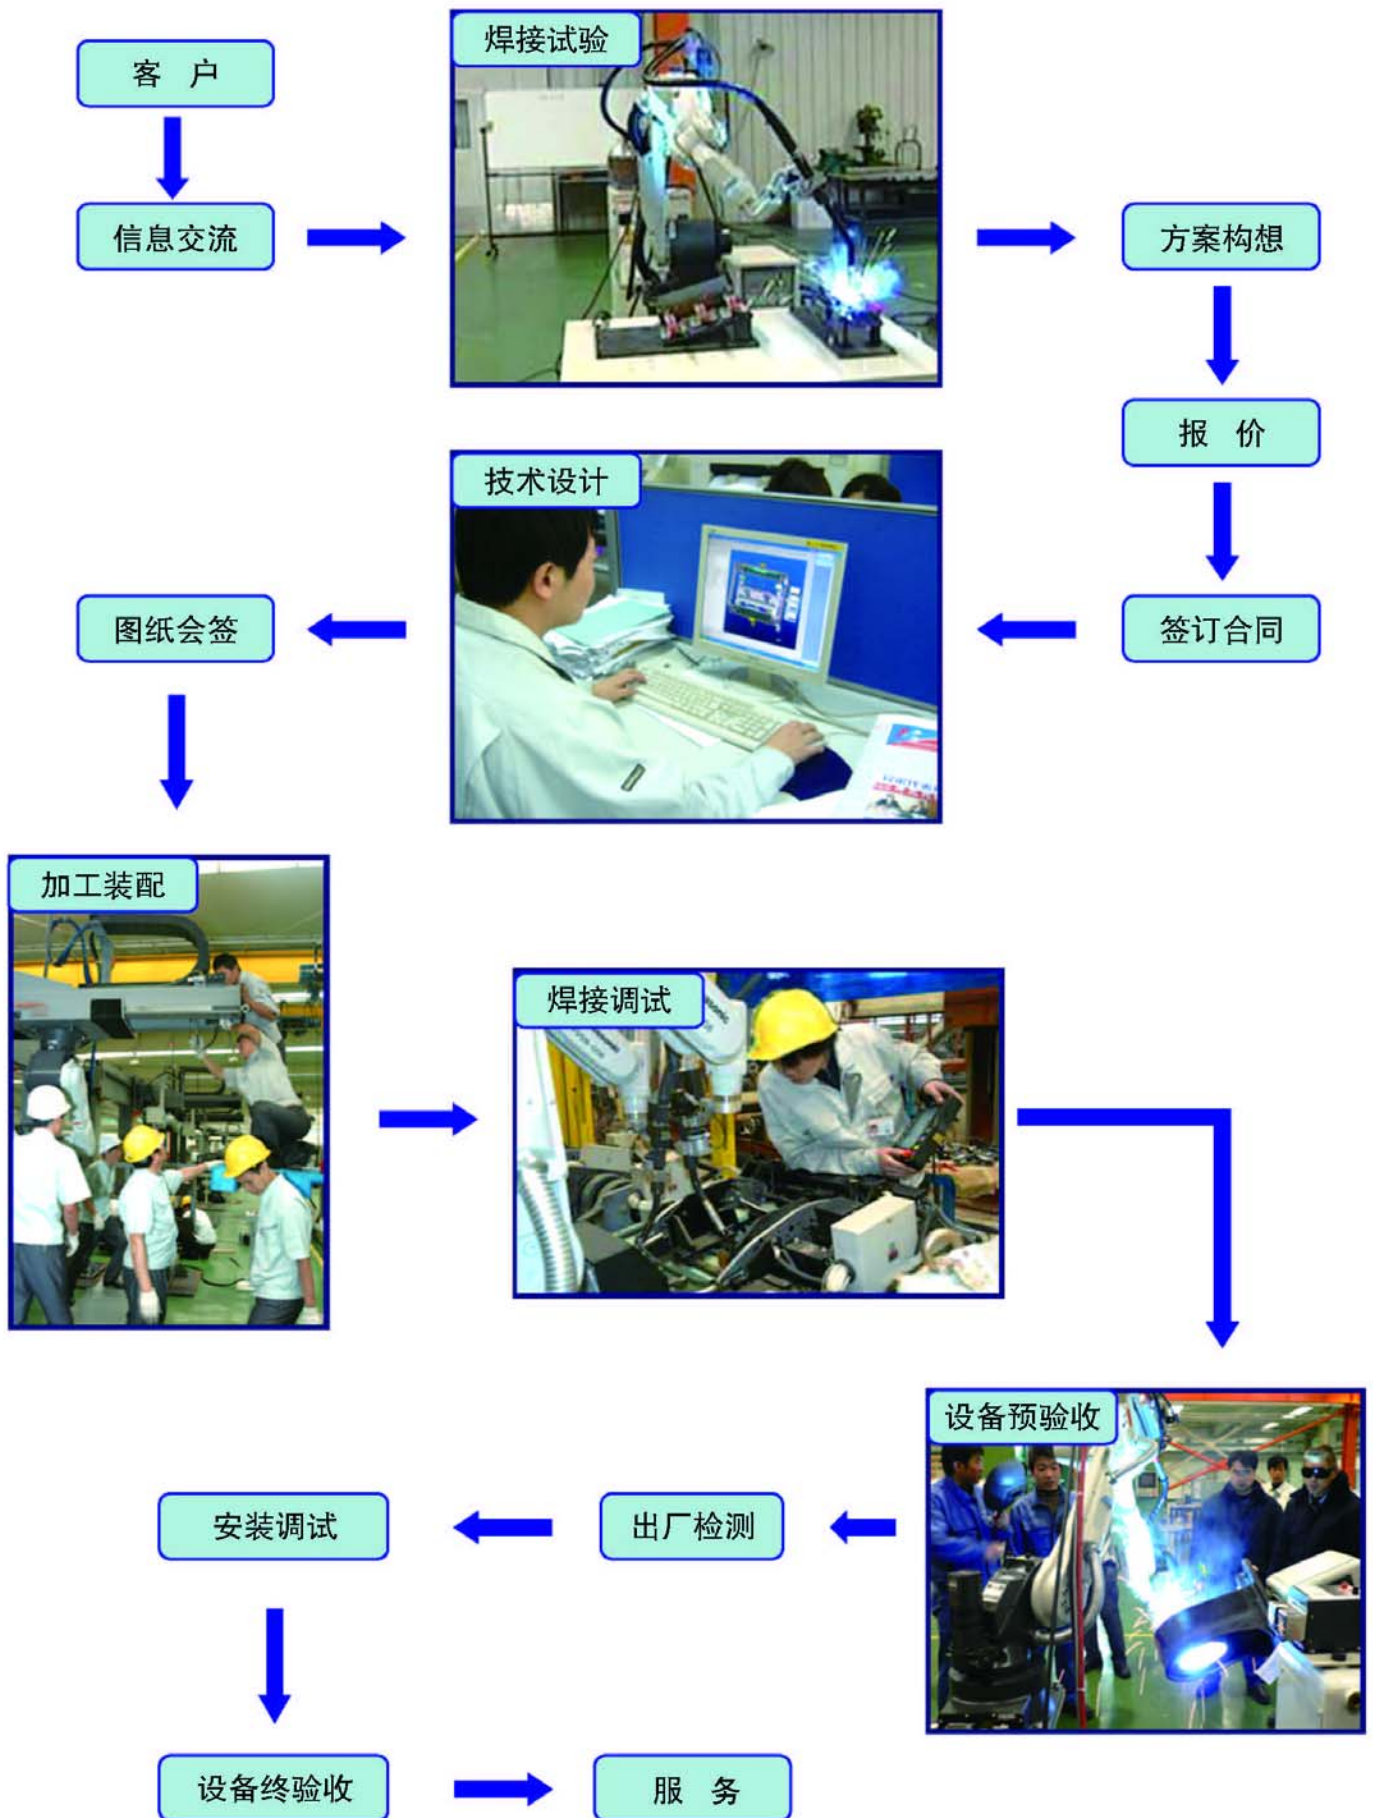 客 户
焊接试验
信息交流
方案构想
报 价
技术设计
图纸会签
签订合同
加工装配
焊接调试
设备预验收
安装调试
出厂检测
设备终验收
服 务